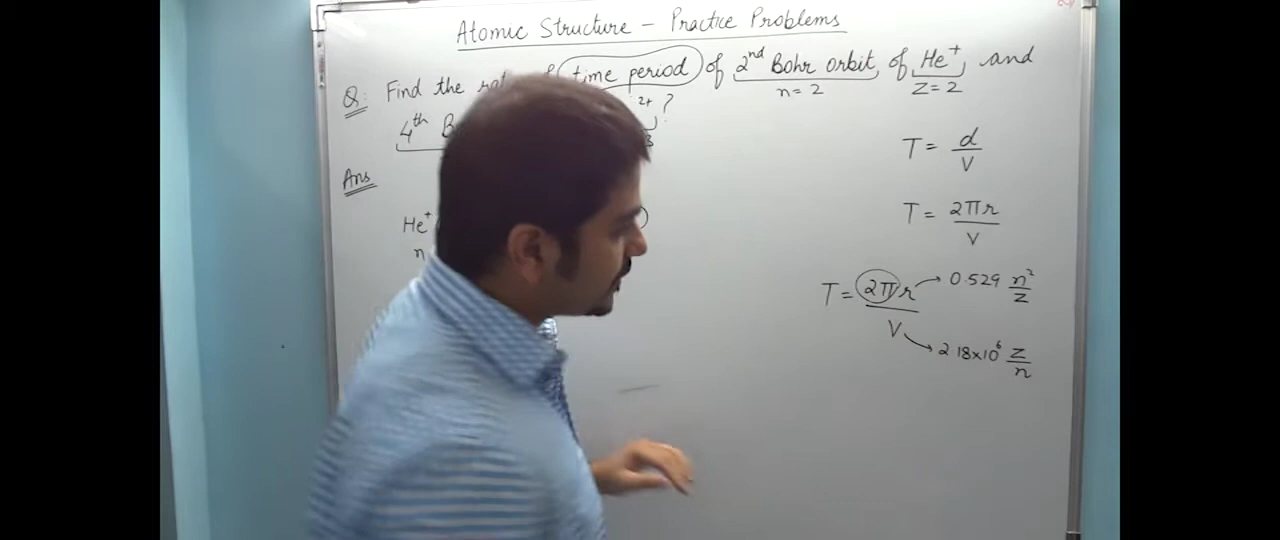 Atomic Structure - Practice Problems
Q: Find the of time period of 2nd Bohr orbit of He+ and
n = 2 Z = 2
4th B 2+ ?
3
Ans
T = d/V
He+
T = 2πr/V
n
T = 2πr/V → 0.529 n²/Z
→ 2.18×10⁶ Z/n